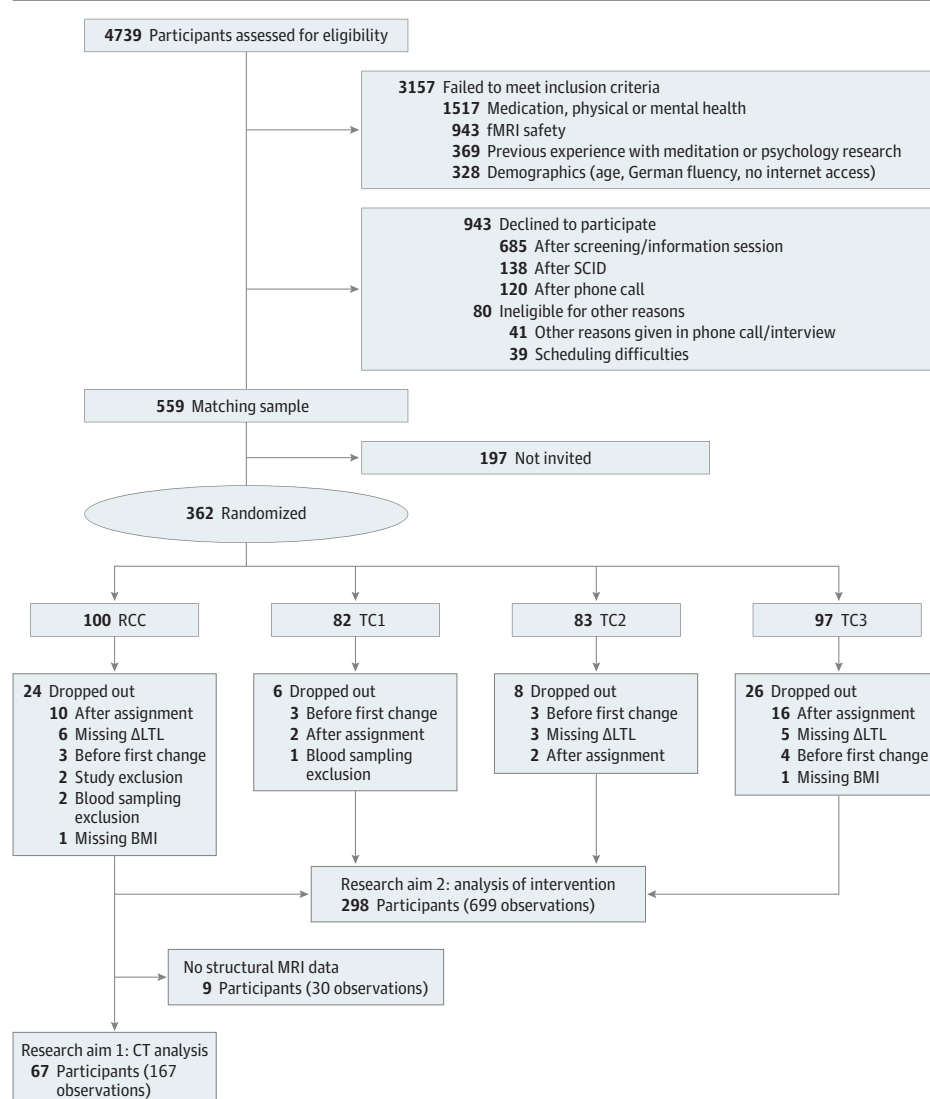 4739 Participants assessed for eligibility
3157 Failed to meet inclusion criteria
1517 Medication, physical or mental health
943 fMRI safety
369 Previous experience with meditation or psychology research
328 Demographics (age, German fluency, no internet access)
943 Declined to participate
685 After screening/information session
138 After SCID
120 After phone call
80 Ineligible for other reasons
41 Other reasons given in phone call/interview
39 Scheduling difficulties
559 Matching sample
197 Not invited
362 Randomized
100 RCC
82 TC1
83 TC2
97 TC3
24 Dropped out
10 After assignment
6 Missing ΔLTL
3 Before first change
2 Study exclusion
2 Blood sampling
exclusion
1 Missing BMI
6 Dropped out
3 Before first change
2 After assignment
1 Blood sampling
exclusion
8 Dropped out
3 Before first change
3 Missing ΔLTL
2 After assignment
26 Dropped out
16 After assignment
5 Missing ΔLTL
4 Before first change
1 Missing BMI
Research aim 2: analysis of intervention
298 Participants (699 observations)
No structural MRI data
9 Participants (30 observations)
Research aim 1: CT analysis
67 Participants (167
observations)